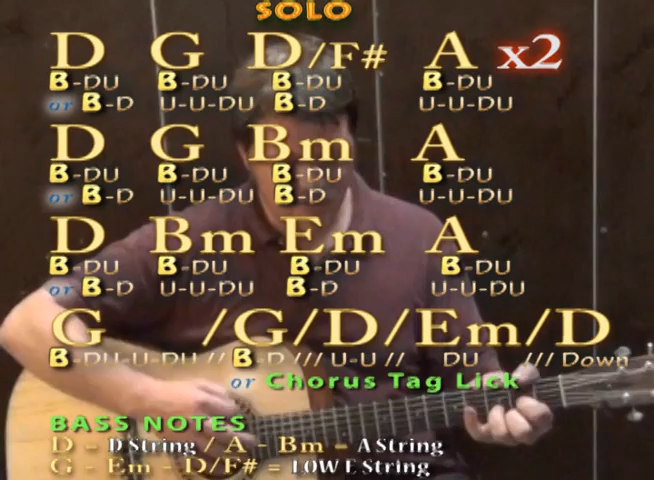 SOLO
D G D/F# A x2
B-DU B-DU B-DU B-DU
or B-D U-U-DU B-D U-U-DU
D G Bm A
B-DU B-DU B-DU B-DU
or B-D U-U-DU B-D U-U-DU
D Bm Em A
B-DU B-DU B-DU B-DU
or B-D U-U-DU B-D U-U-DU
G /G/D/Em/D
B-DU-U-DU // B-D /// U-U // DU /// Down
or Chorus Tag Lick
BASS NOTES
D - D String / A - Bm = A String
G - Em - D/F# = LOW E String